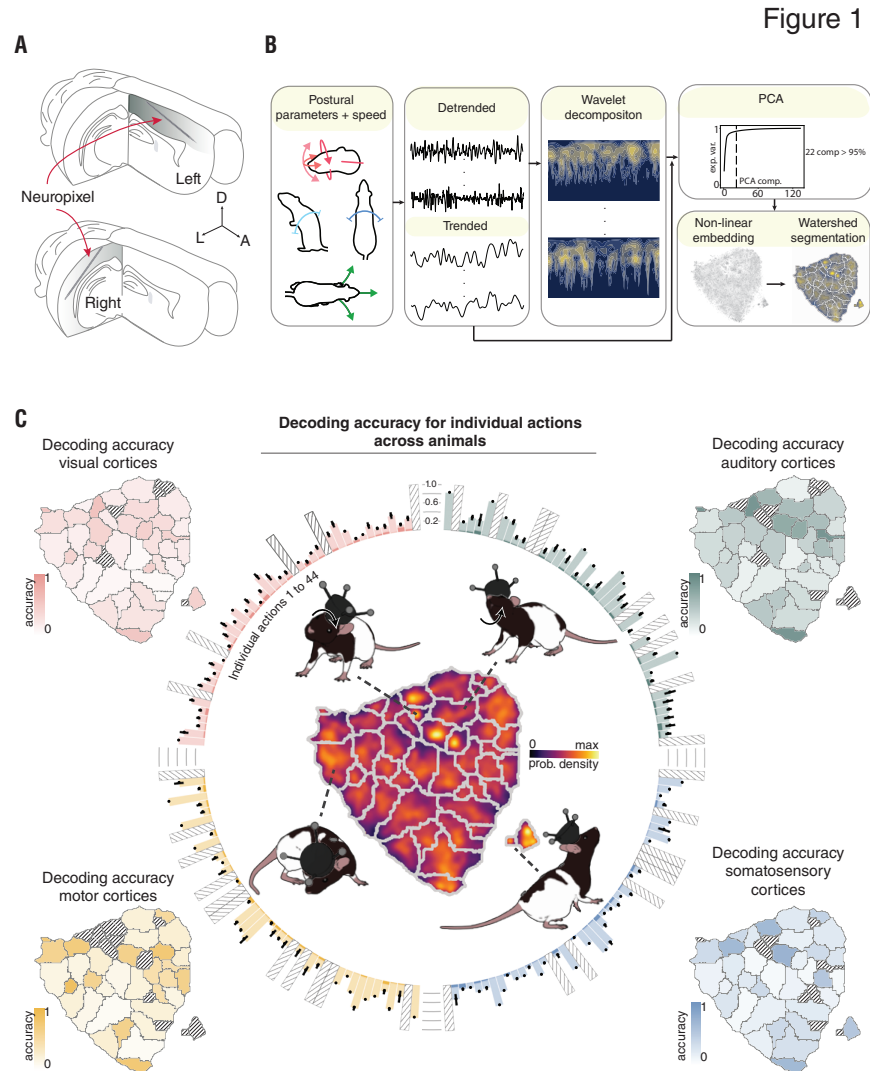 Figure 1
A
Left
Neuropixel
D
L
A
Right
B
Postural
parameters + speed
Detrended
Trended
Wavelet
decompositon
PCA
1
exp. var.
0
PCA comp.
0
60
120
22 comp > 95%
Non-linear
embedding
Watershed
segmentation
C
Decoding accuracy for individual actions
across animals
Decoding accuracy
visual cortices
1
accuracy
0
Decoding accuracy
auditory cortices
1
accuracy
0
1.0
0.6
0.2
Individual actions 1 to 44
0
max
prob. density
Decoding accuracy
motor cortices
1
accuracy
0
Decoding accuracy
somatosensory
cortices
1
accuracy
0